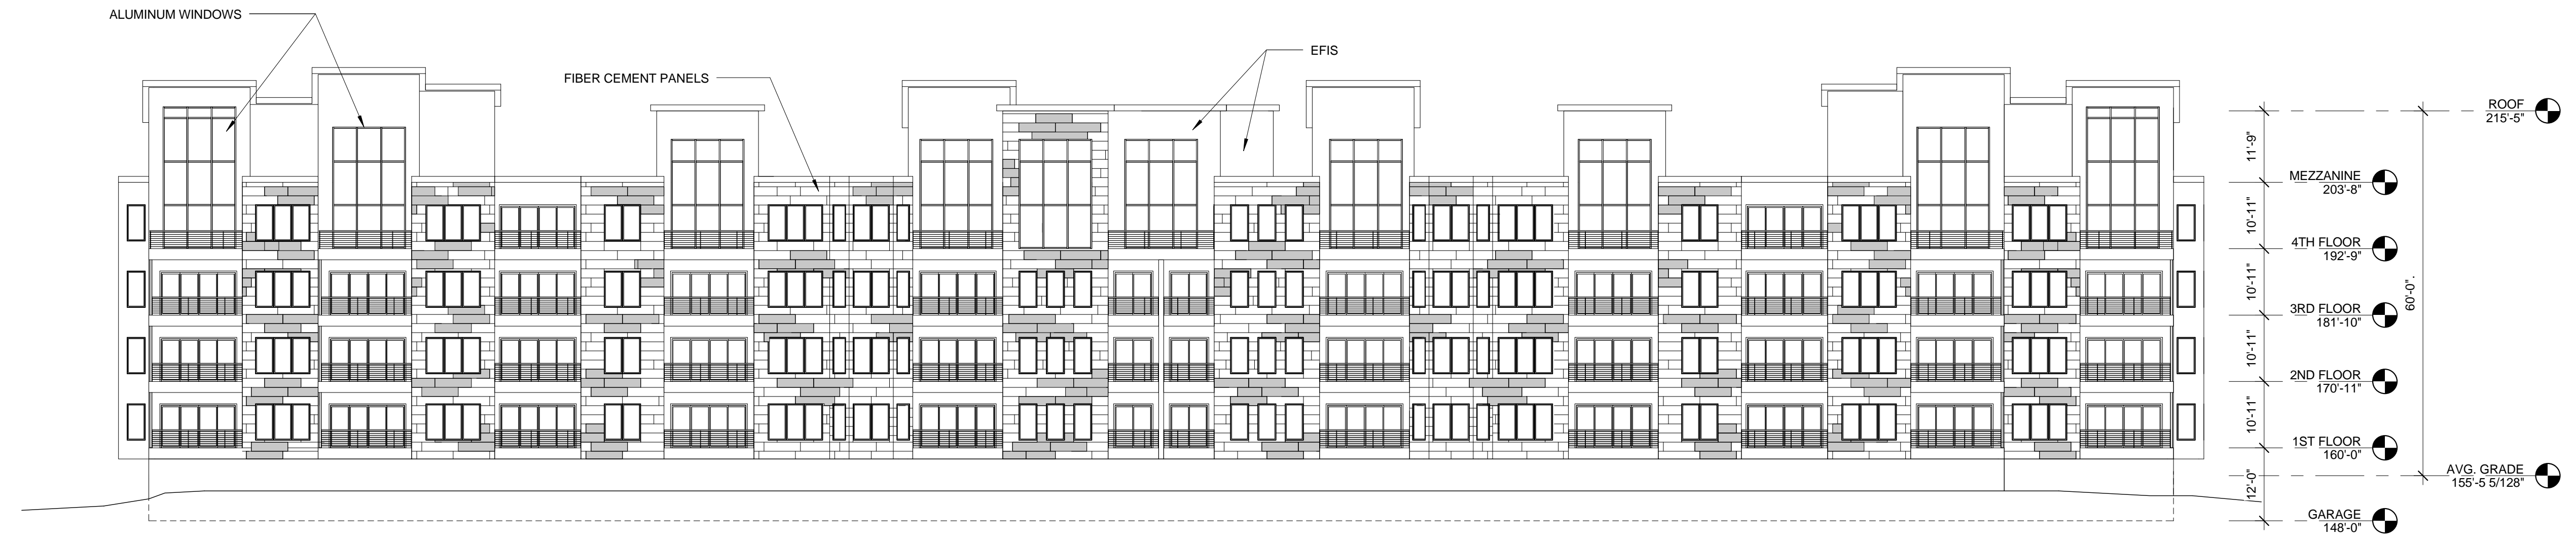 ALUMINUM WINDOWS
EFIS
FIBER CEMENT PANELS
ROOF
215'-5"
11'-9"
MEZZANINE
203'-8"
10'-11"
4TH FLOOR
192'-9"
10'-11"
60'-0".
3RD FLOOR
181'-10"
10'-11"
2ND FLOOR
170'-11"
10'-11"
1ST FLOOR
160'-0"
AVG. GRADE
155'-5 5/128"
12'-0"
GARAGE
148'-0"